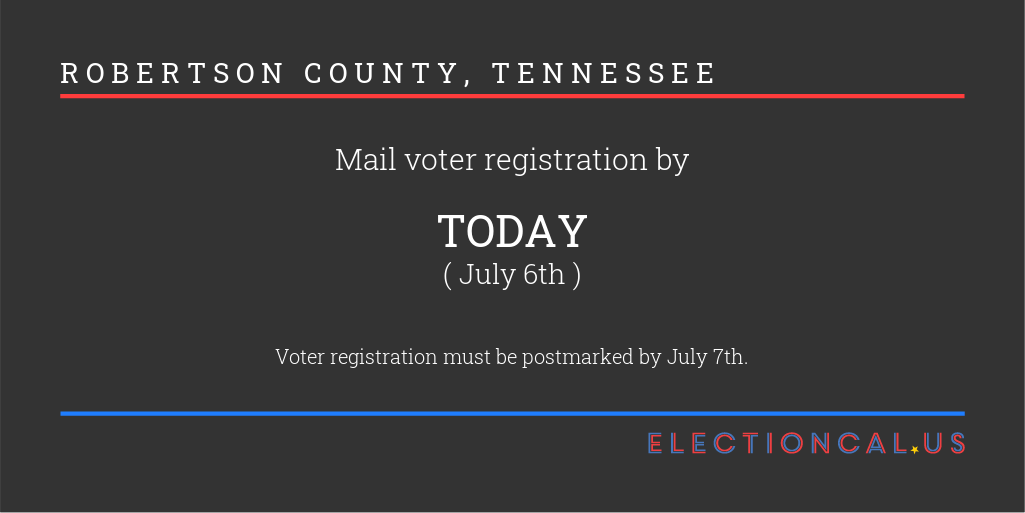 ROBERTSON COUNTY, TENNESSEE
Mail voter registration by
TODAY
( July 6th )
Voter registration must be postmarked by July 7th.
ELECTIONCAL.US